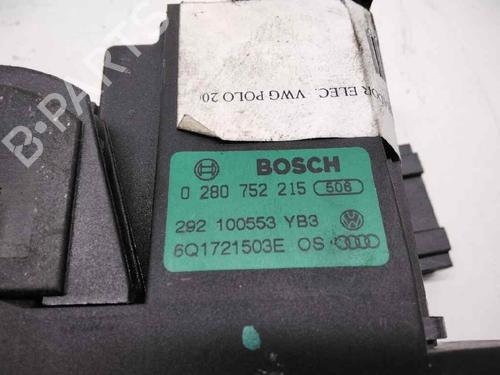 OR ELEC. VWG POLO 20
BOSCH
0 280 752 215 506
292 100553 YB3
6Q1721503E OS
B-PARTS